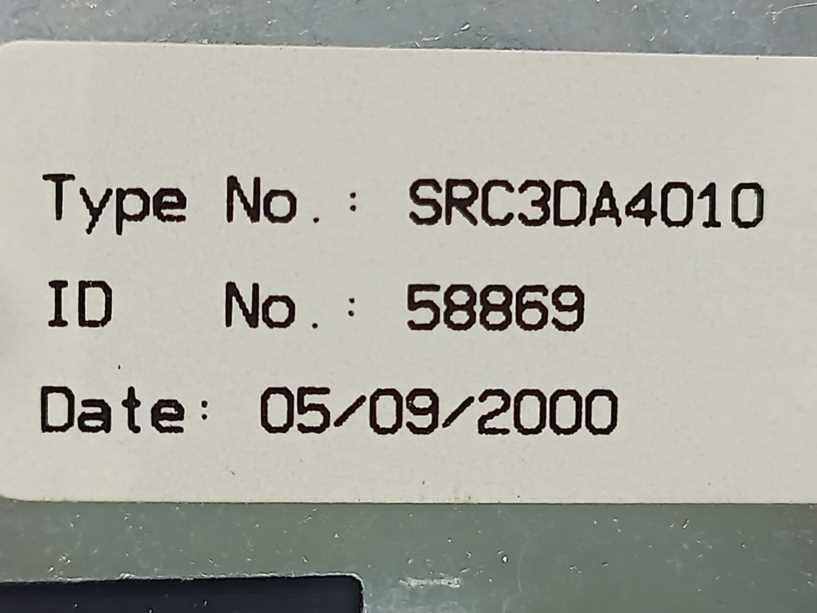 Type No.: SRC3DA4010
ID No.: 58869
Date: 05/09/2000